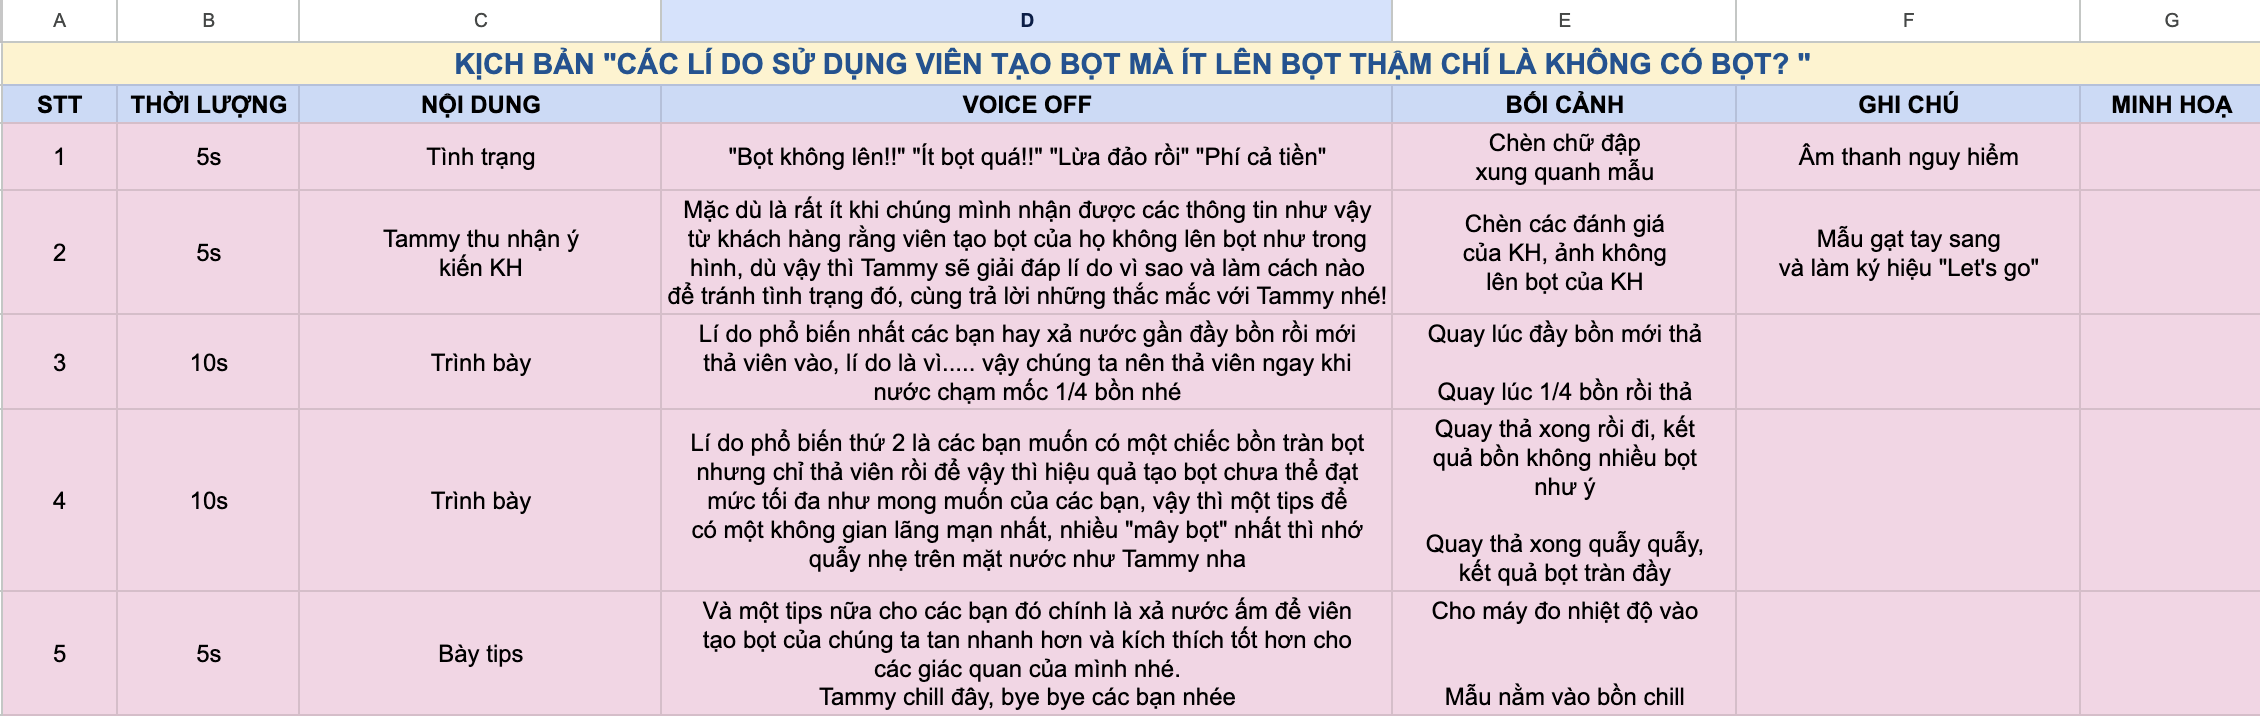 A B C D E F G
KỊCH BẢN "CÁC LÍ DO SỬ DỤNG VIÊN TẠO BỌT MÀ ÍT LÊN BỌT THẬM CHÍ LÀ KHÔNG CÓ BỌT? "
STT THỜI LƯỢNG NỘI DUNG VOICE OFF BỐI CẢNH GHI CHÚ MINH HOẠ
1
5s
Tình trạng
"Bọt không lên!!" "Ít bọt quá!!" "Lừa đảo rồi" "Phí cả tiền"
Chèn chữ đập
xung quanh mẫu
Âm thanh nguy hiểm
2
5s
Tammy thu nhận ý
kiến KH
Mặc dù là rất ít khi chúng mình nhận được các thông tin như vậy
từ khách hàng rằng viên tạo bọt của họ không lên bọt như trong
hình, dù vậy thì Tammy sẽ giải đáp lí do vì sao và làm cách nào
để tránh tình trạng đó, cùng trả lời những thắc mắc với Tammy nhé!
Chèn các đánh giá
của KH, ảnh không
lên bọt của KH
Mẫu gạt tay sang
và làm ký hiệu "Let's go"
3
10s
Trình bày
Lí do phổ biến nhất các bạn hay xả nước gần đầy bồn rồi mới
thả viên vào, lí do là vì..... vậy chúng ta nên thả viên ngay khi
nước chạm mốc 1/4 bồn nhé
Quay lúc đầy bồn mới thả
Quay lúc 1/4 bồn rồi thả
4
10s
Trình bày
Lí do phổ biến thứ 2 là các bạn muốn có một chiếc bồn tràn bọt
nhưng chỉ thả viên rồi để vậy thì hiệu quả tạo bọt chưa thể đạt
mức tối đa như mong muốn của các bạn, vậy thì một tips để
có một không gian lãng mạn nhất, nhiều "mây bọt" nhất thì nhớ
quẫy nhẹ trên mặt nước như Tammy nha
Quay thả xong rồi đi, kết
quả bồn không nhiều bọt
như ý
Quay thả xong quẫy quẫy,
kết quả bọt tràn đầy
5
5s
Bày tips
Và một tips nữa cho các bạn đó chính là xả nước ấm để viên
tạo bọt của chúng ta tan nhanh hơn và kích thích tốt hơn cho
các giác quan của mình nhé.
Tammy chill đây, bye bye các bạn nhée
Cho máy đo nhiệt độ vào
Mẫu nằm vào bồn chill